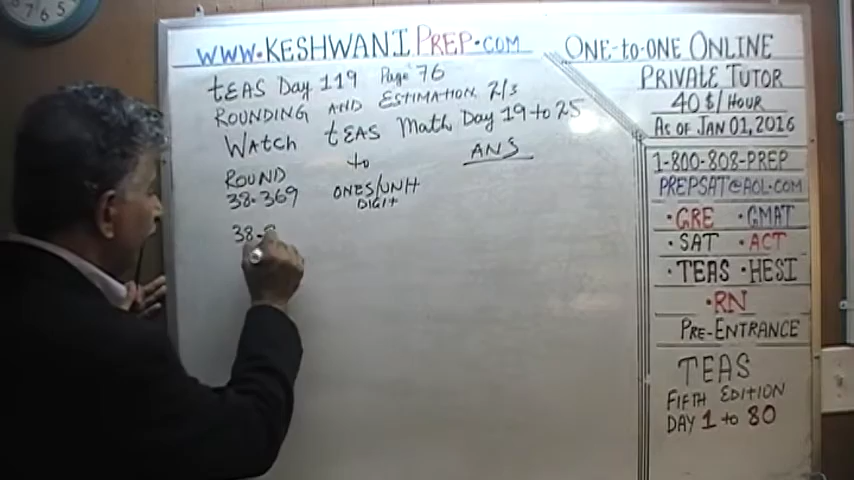 7 6 5
WWW.KESHWANIPREP.COM
TEAS Day 119 Page 76
ROUNDING AND ESTIMATION 2/3
WATCH TEAS Math Day 19 to 25
ROUND to ANS
38.369 ONES/UNIT
DIGIT
38.
ONE-to-ONE ONLINE
PRIVATE TUTOR
40$/HOUR
AS OF JAN 01, 2016
1-800-808-PREP
PREPSAT@AOL.COM
•GRE •GMAT
•SAT •ACT
•TEAS •HESI
•RN
PRE-ENTRANCE
TEAS
FIFTH EDITION
DAY 1 to 80